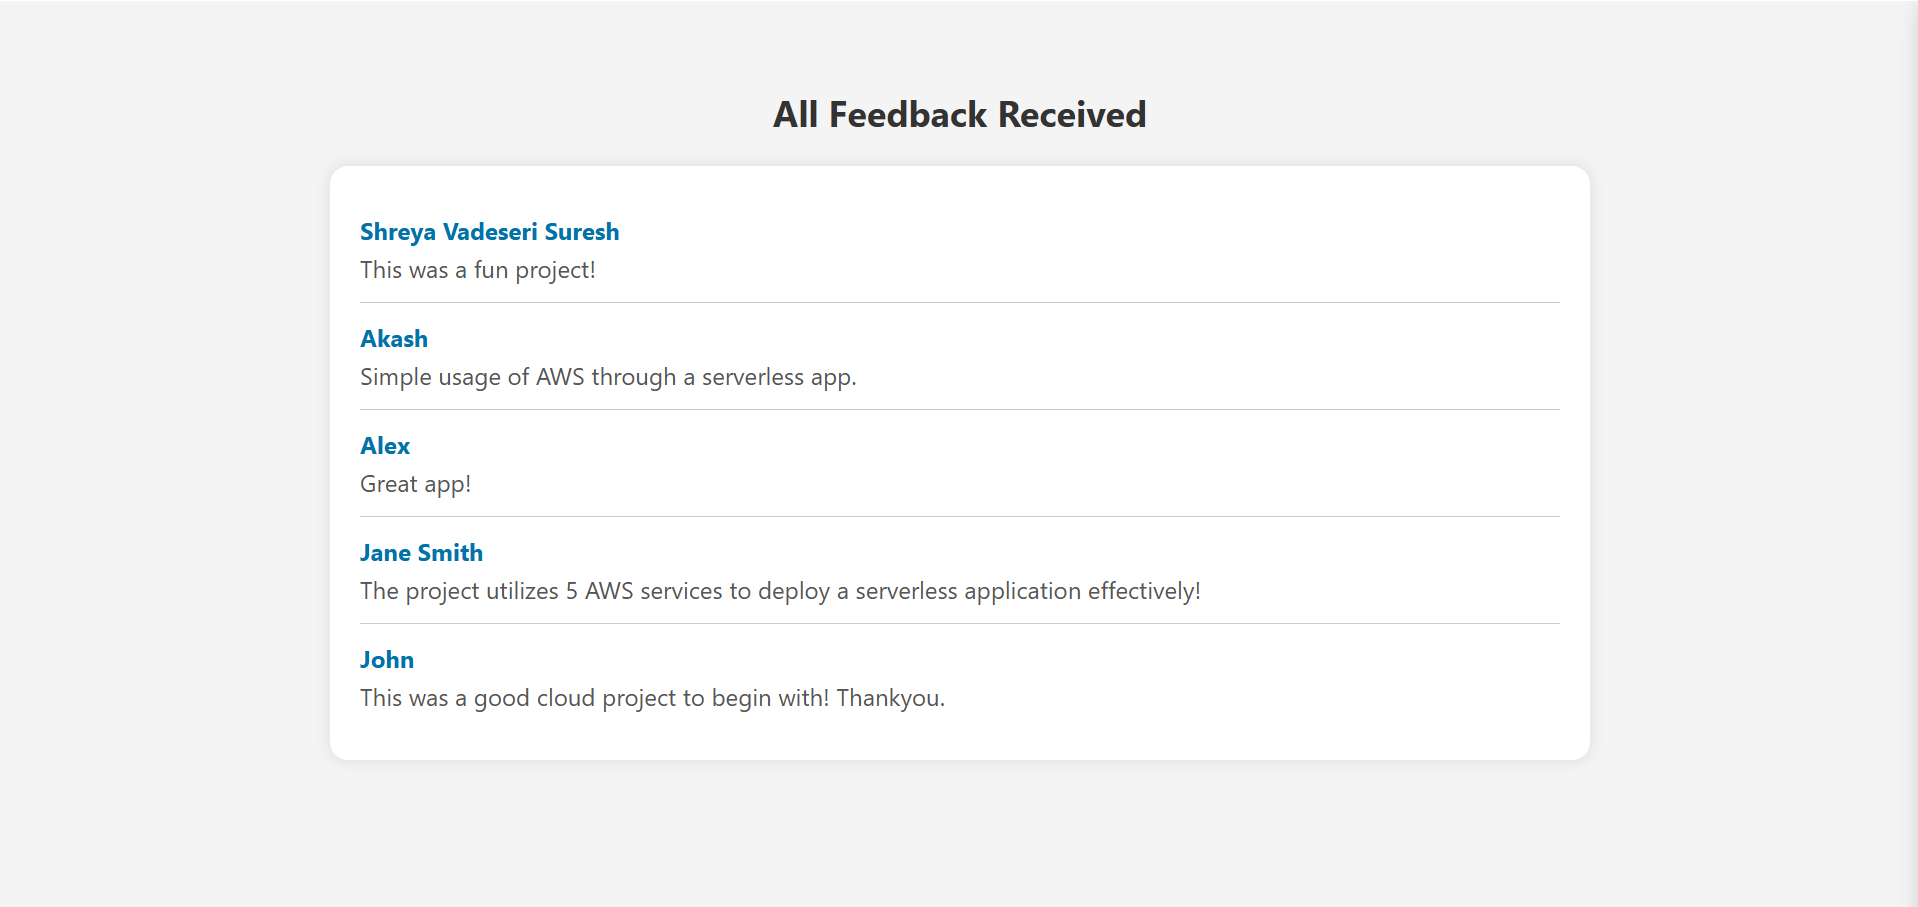 All Feedback Received
Shreya Vadeseri Suresh
This was a fun project!
Akash
Simple usage of AWS through a serverless app.
Alex
Great app!
Jane Smith
The project utilizes 5 AWS services to deploy a serverless application effectively!
John
This was a good cloud project to begin with! Thankyou.